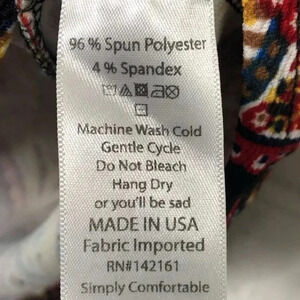 96 % Spun Polyester
4 % Spandex
Machine Wash Cold
Gentle Cycle
Do Not Bleach
Hang Dry
or you'll be sad
MADE IN USA
Fabric Imported
RN#142161
Simply Comfortable